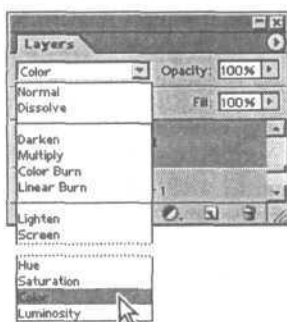 Layers
Color Opacity: 100%
Normal
Dissolve
Fill: 100%
Darken
Multiply
Color Burn
Linear Burn
1
Lighten
Screen
Hue
Saturation
Color
Luminosity